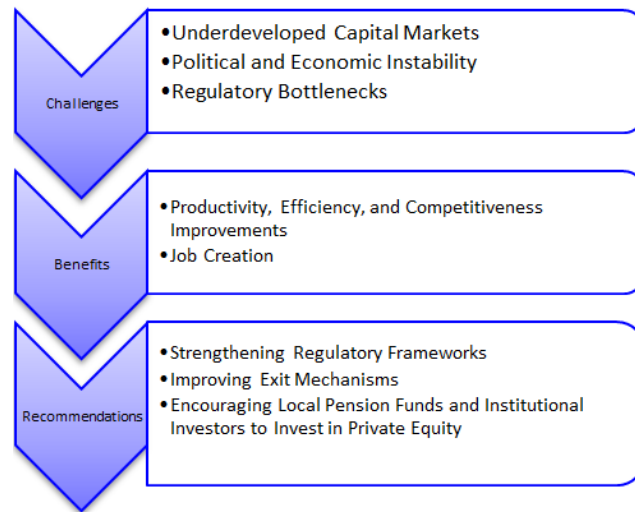 Challenges
•Underdeveloped Capital Markets
•Political and Economic Instability
•Regulatory Bottlenecks
Benefits
•Productivity, Efficiency, and Competitiveness
Improvements
•Job Creation
Recommendations
•Strengthening Regulatory Frameworks
•Improving Exit Mechanisms
•Encouraging Local Pension Funds and Institutional
Investors to Invest in Private Equity